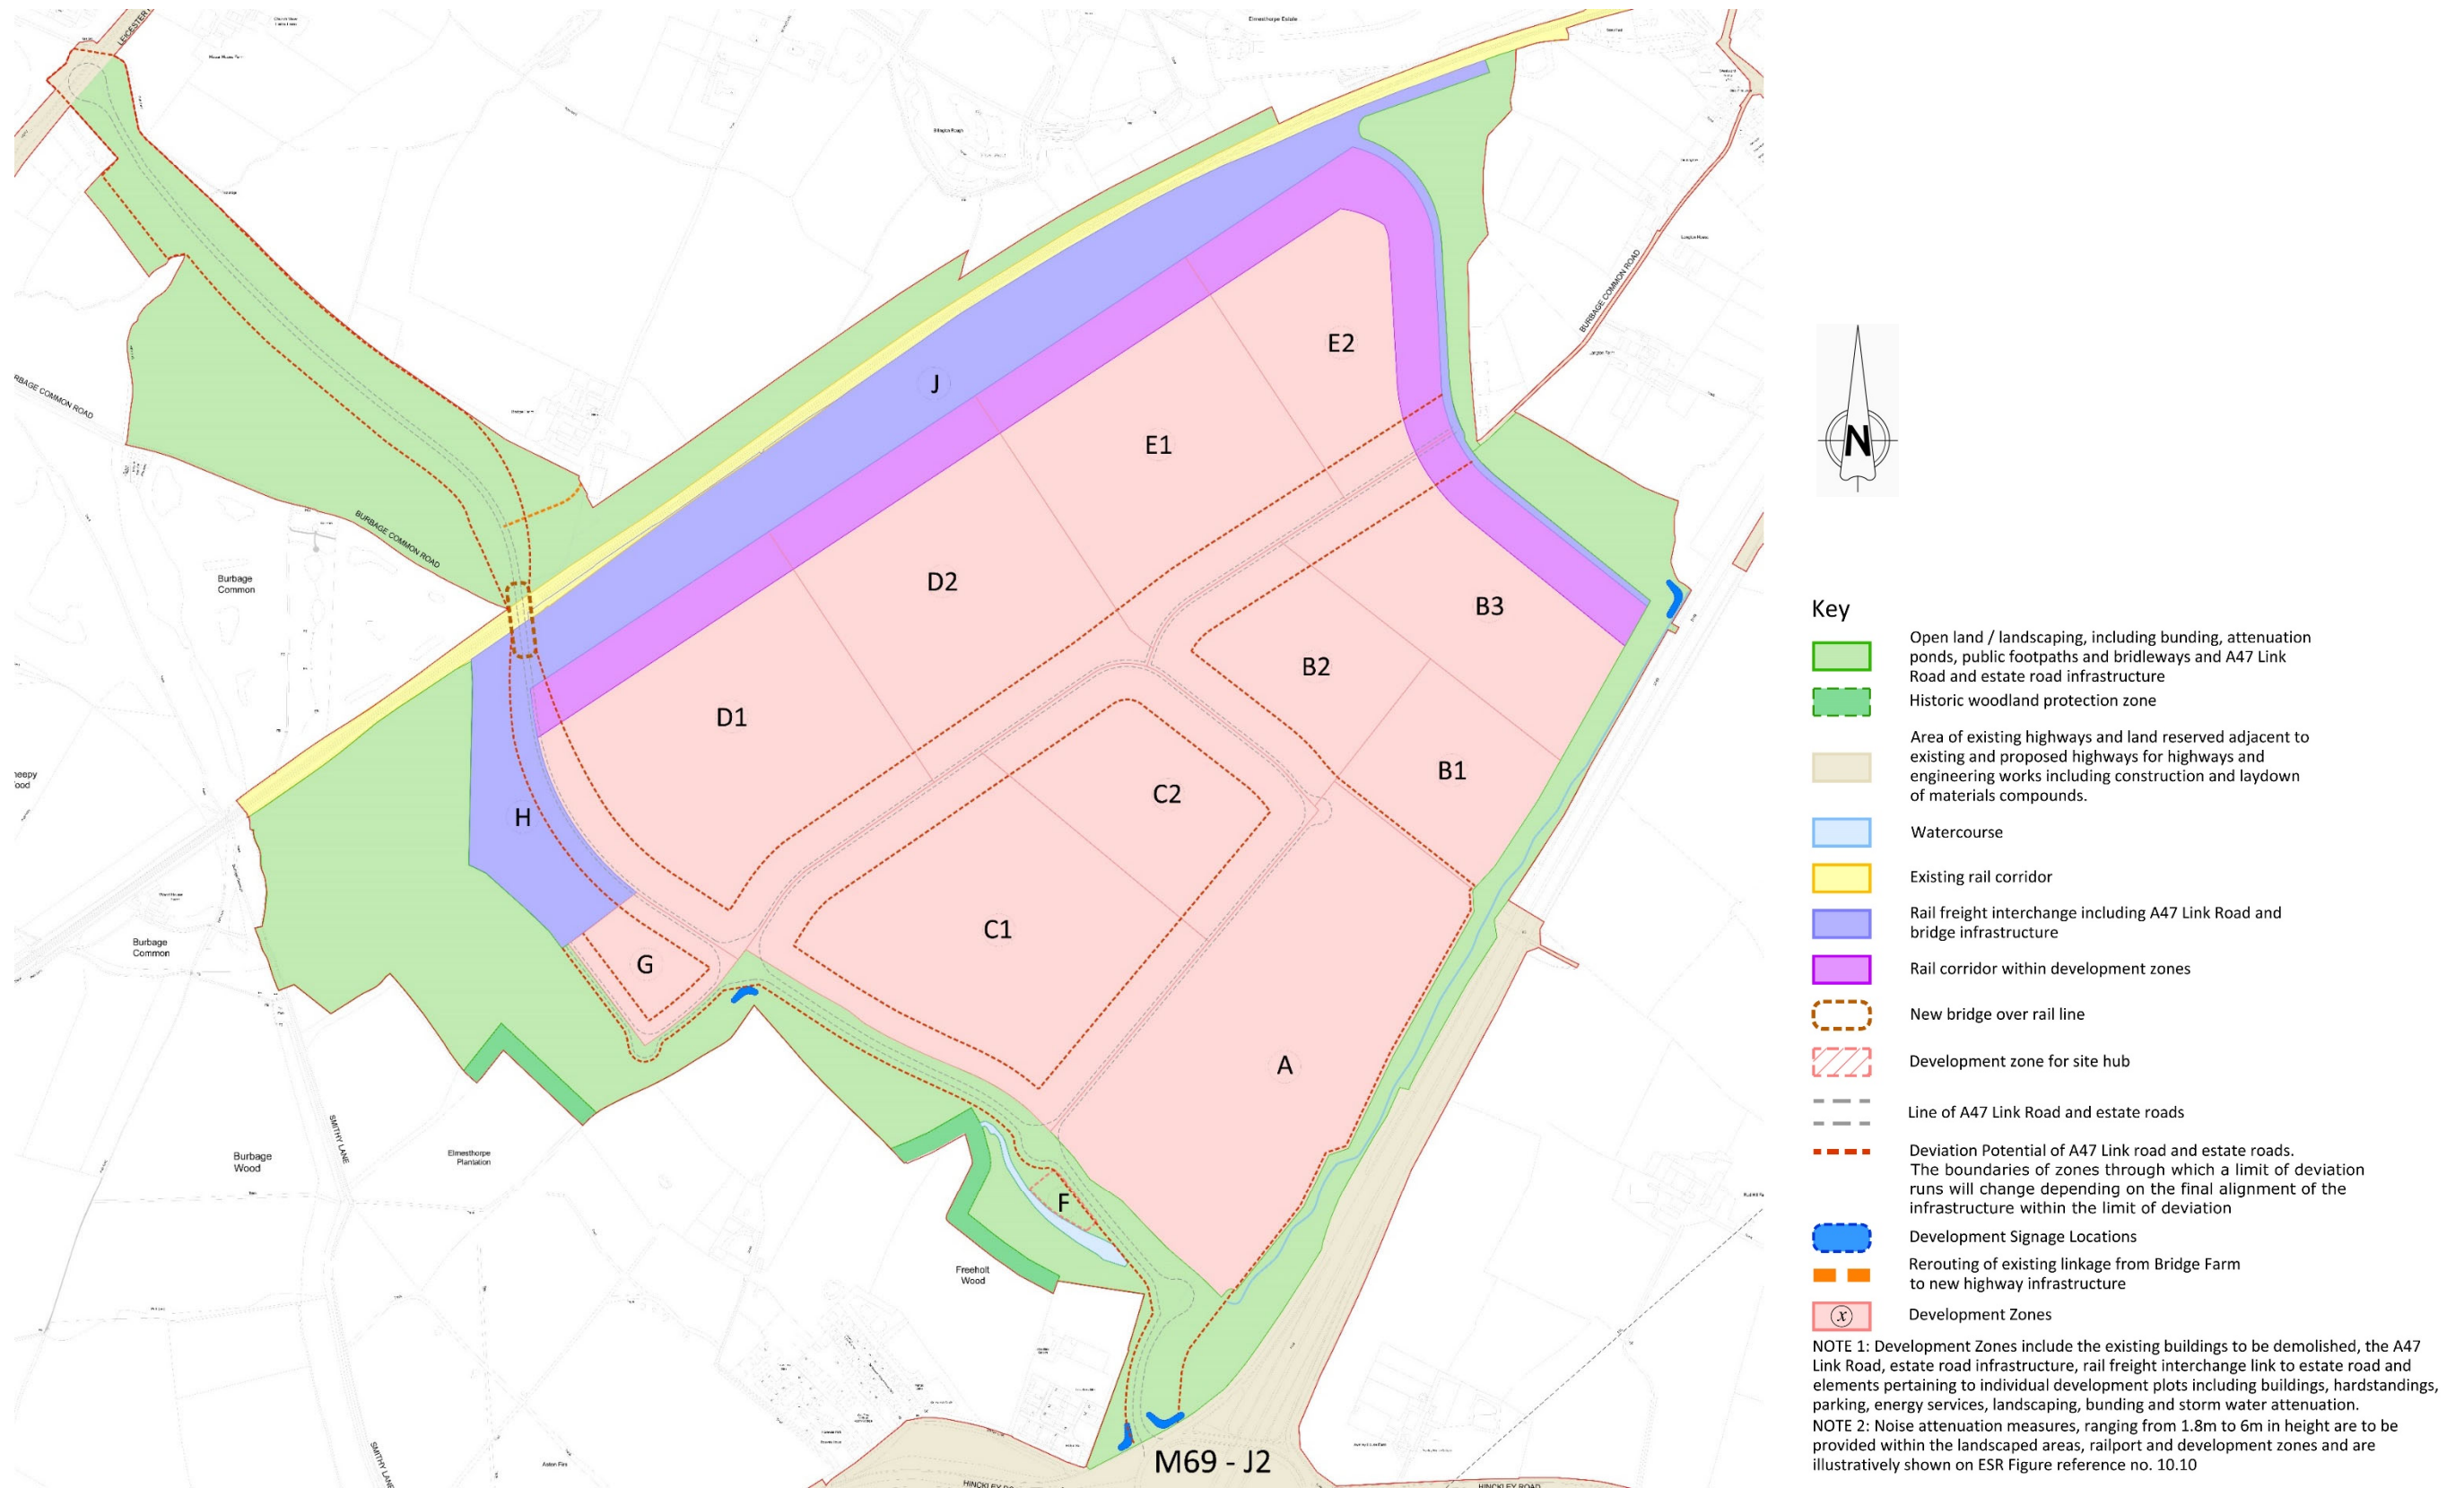 Elmesthorpe Estate
BURBAGE COMMON ROAD
E2
J
E1
BURBAGE COMMON ROAD
Burbage
Common
D2
B3
B2
D1
B1
C2
H
C1
Burbage
Common
G
A
SMITHY LANE
Burbage
Wood
Elmesthorpe
Plantation
F
Freeholt
Wood
Aston Firs
M69 - J2
HINCKLEY ROAD
N
Key
Open land / landscaping, including bunding, attenuation
ponds, public footpaths and bridleways and A47 Link
Road and estate road infrastructure
Historic woodland protection zone
Area of existing highways and land reserved adjacent to
existing and proposed highways for highways and
engineering works including construction and laydown
of materials compounds.
Watercourse
Existing rail corridor
Rail freight interchange including A47 Link Road and
bridge infrastructure
Rail corridor within development zones
New bridge over rail line
Development zone for site hub
Line of A47 Link Road and estate roads
Deviation Potential of A47 Link road and estate roads.
The boundaries of zones through which a limit of deviation
runs will change depending on the final alignment of the
infrastructure within the limit of deviation
Development Signage Locations
Rerouting of existing linkage from Bridge Farm
to new highway infrastructure
x
Development Zones
NOTE 1: Development Zones include the existing buildings to be demolished, the A47
Link Road, estate road infrastructure, rail freight interchange link to estate road and
elements pertaining to individual development plots including buildings, hardstandings,
parking, energy services, landscaping, bunding and storm water attenuation.
NOTE 2: Noise attenuation measures, ranging from 1.8m to 6m in height are to be
provided within the landscaped areas, railport and development zones and are
illustratively shown on ESR Figure reference no. 10.10